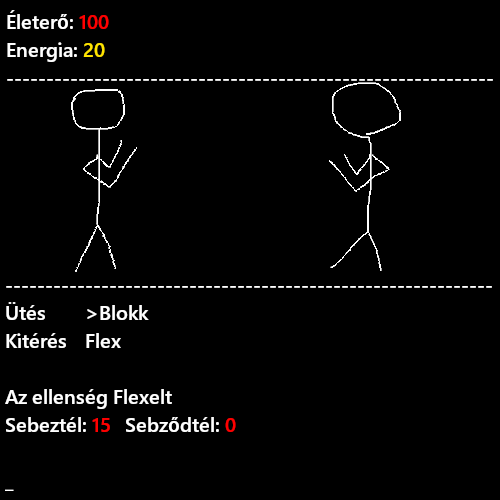 Életerő: 100
Energia: 20
Ütés >Blokk
Kitérés Flex
Az ellenség Flexelt
Sebeztél: 15 Sebződtél: 0
_